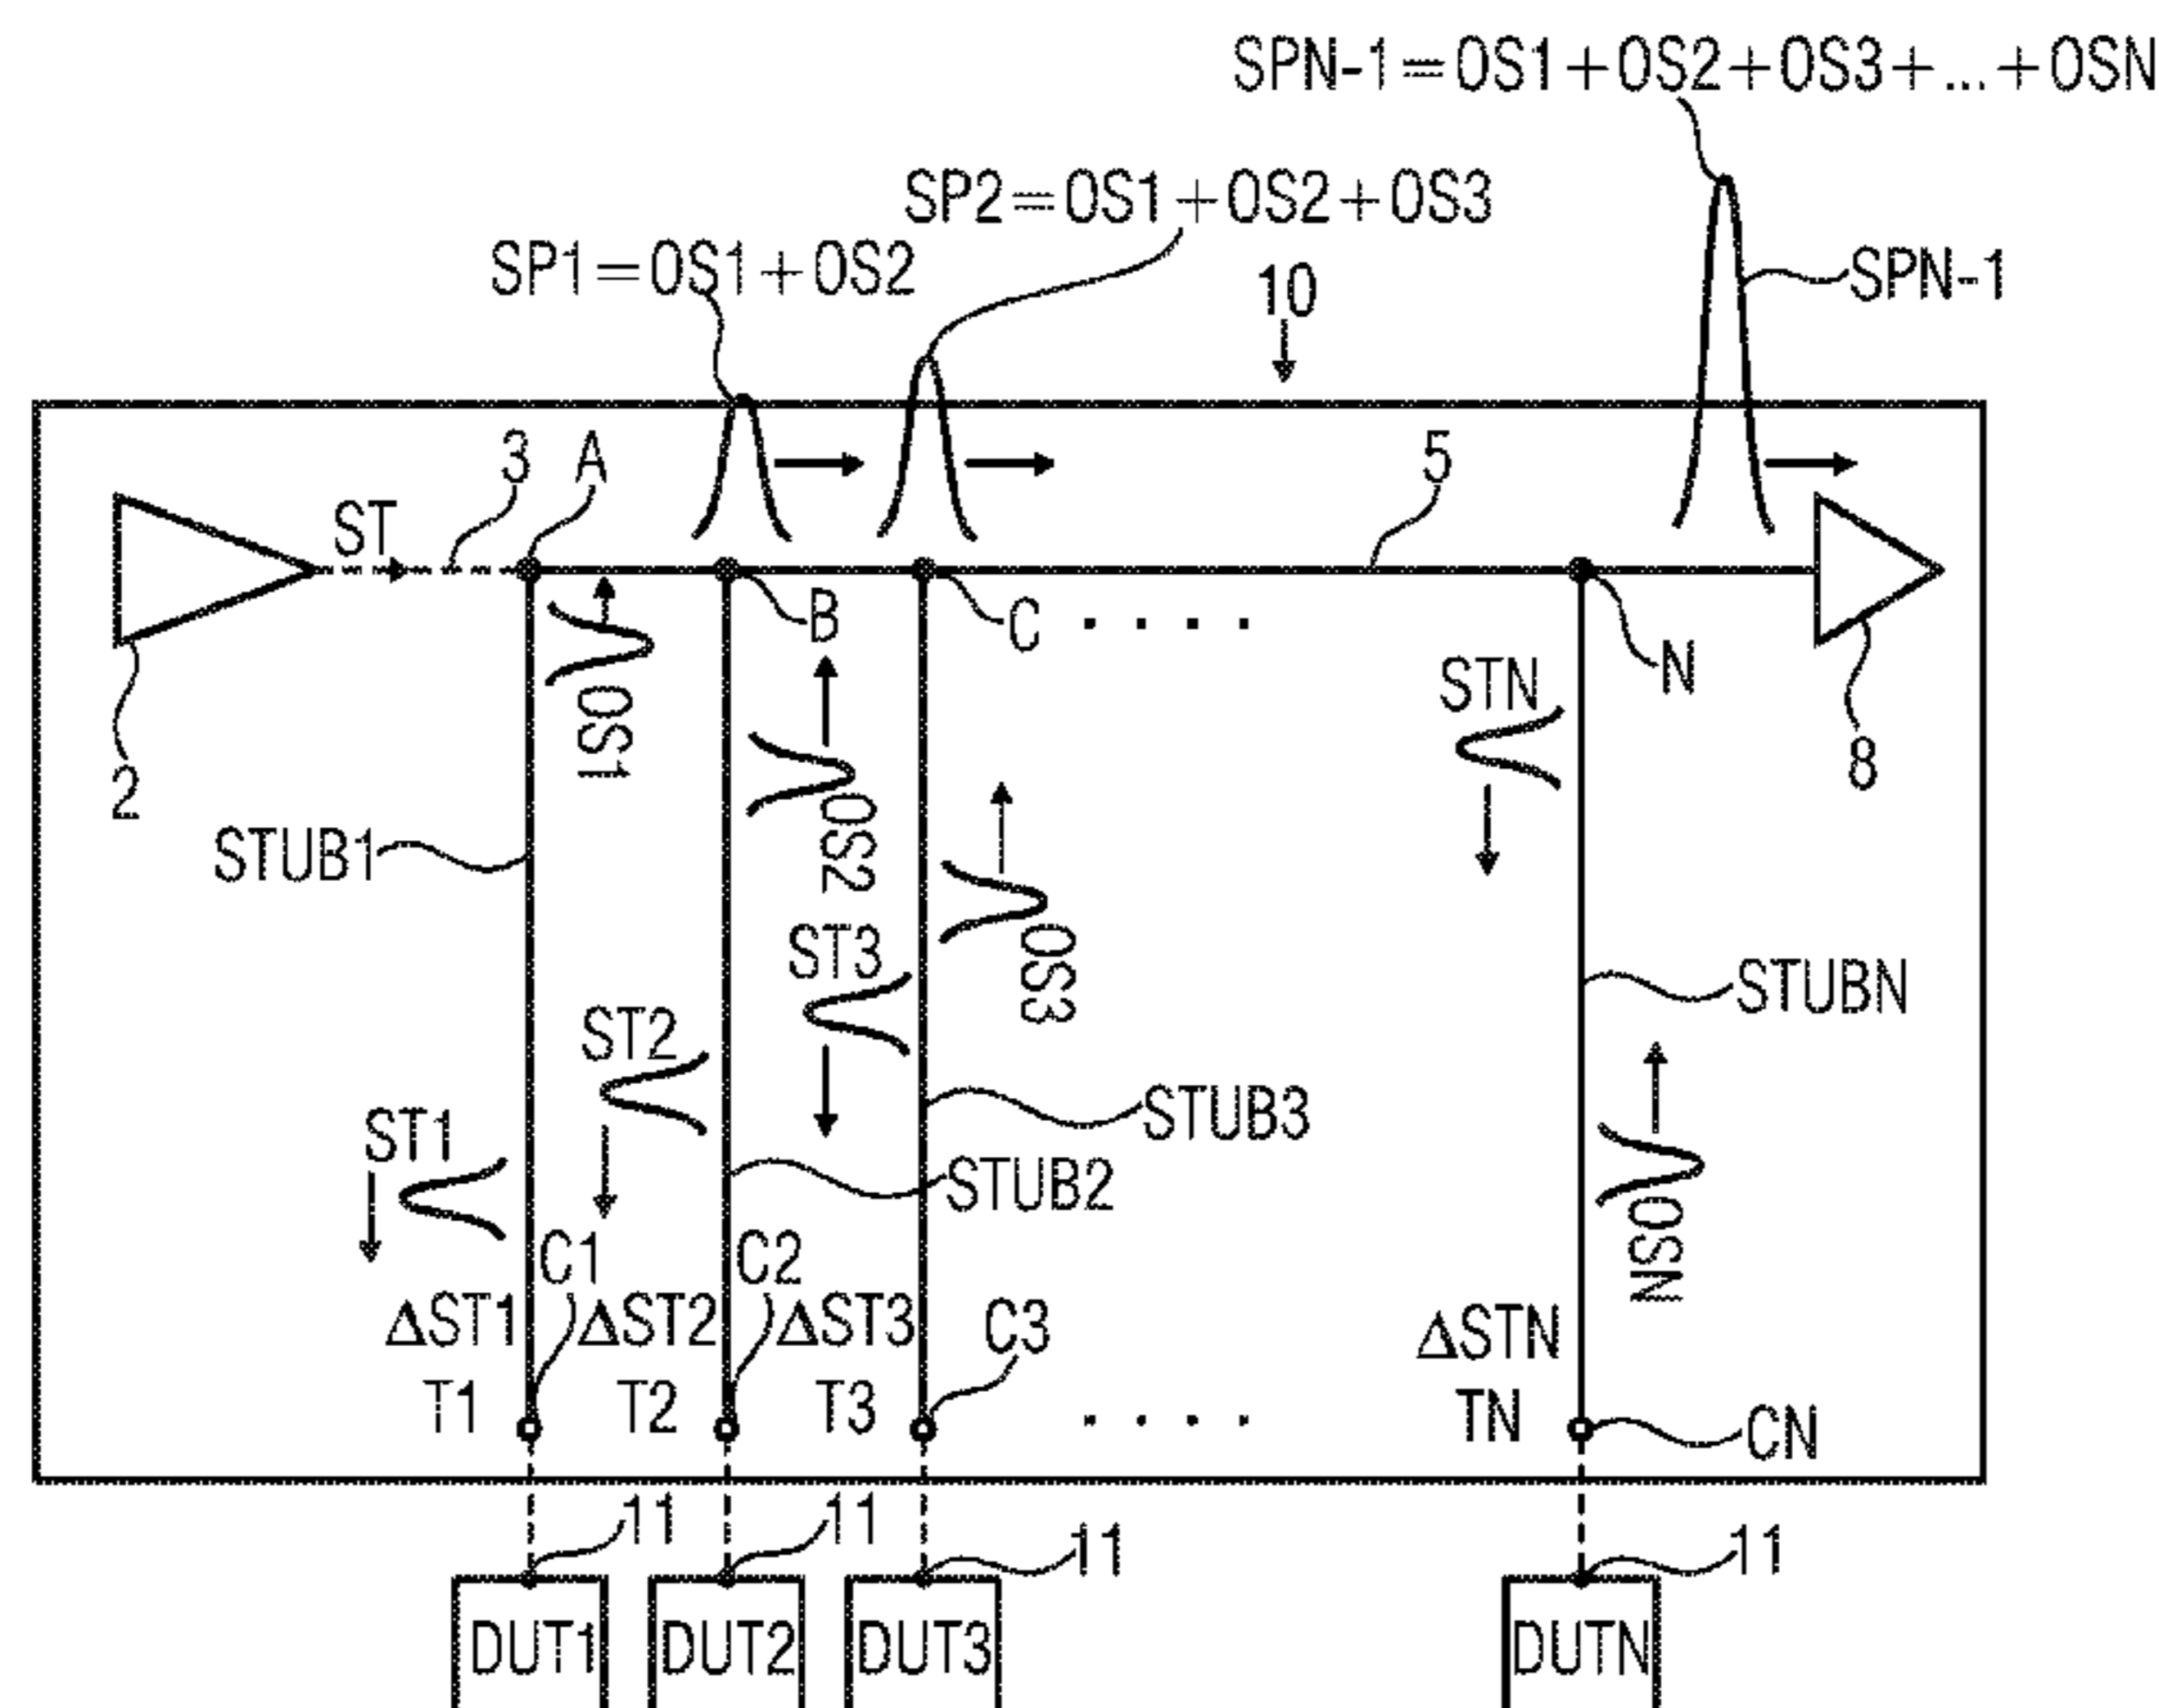 SPN-1=OS1+OS2+OS3+...+OSN
SP2=OS1+OS2+OS3
SP1=OS1+OS2
10
SPN-1
3
A
5
ST
B
C
. . . .
N
STN
2
OS1
8
OS2
STUB1
ST3
OS3
STUBN
ST2
STUB3
ST1
STUB2
OSN
C1
C2
ΔST1
ΔST2
ΔST3
C3
ΔSTN
T1
T2
T3
. . . .
TN
CN
11
11
11
11
DUT1
DUT2
DUT3
DUTN